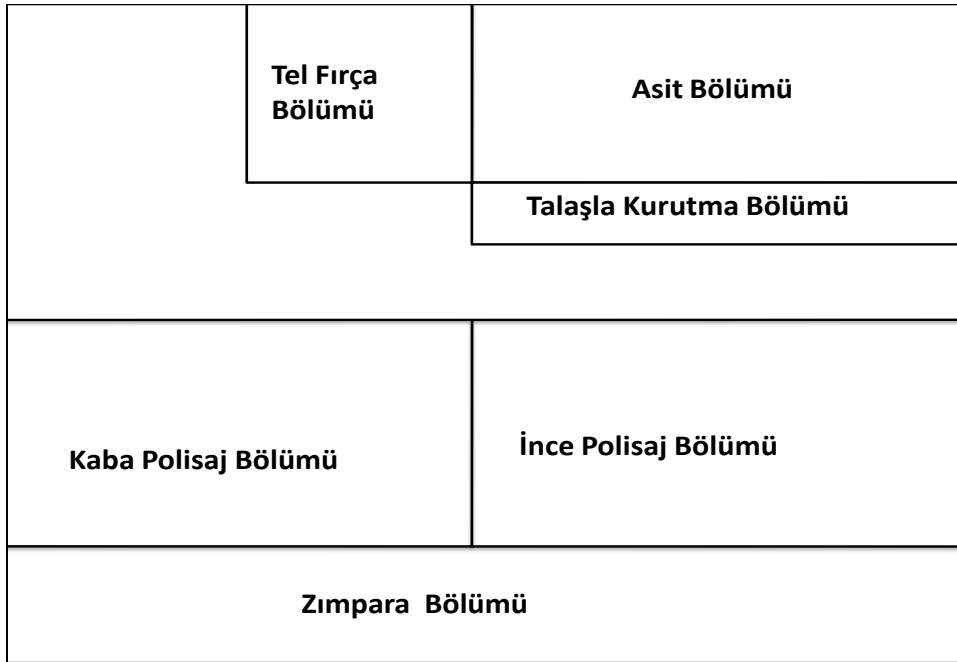 Tel Fırça
Bölümü
Asit Bölümü
Talaşla Kurutma Bölümü
Kaba Polisaj Bölümü
İnce Polisaj Bölümü
Zımpara  Bölümü